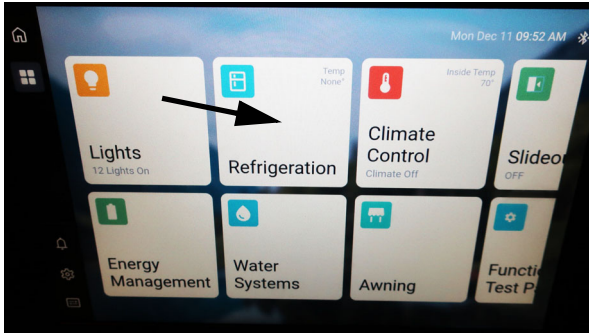 Mon Dec 11 09:52 AM
Lights
12 Lights On
Temp
None°
Refrigeration
Inside Temp
70°
Climate
Control
Climate Off
OFF
Energy
Management
Water
Systems
Awning
Test